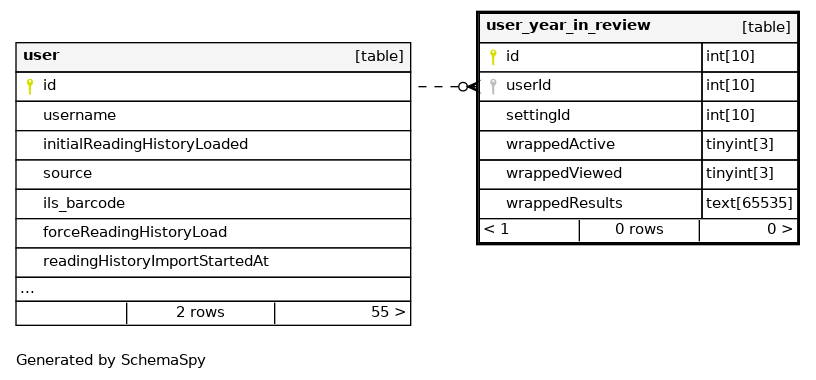 user [table]
id
username
initialReadingHistoryLoaded
source
ils_barcode
forceReadingHistoryLoad
readingHistoryImportStartedAt
...
2 rows 55 >
user_year_in_review [table]
id int[10]
userId int[10]
settingId int[10]
wrappedActive tinyint[3]
wrappedViewed tinyint[3]
wrappedResults text[65535]
< 1 0 rows 0 >
Generated by SchemaSpy